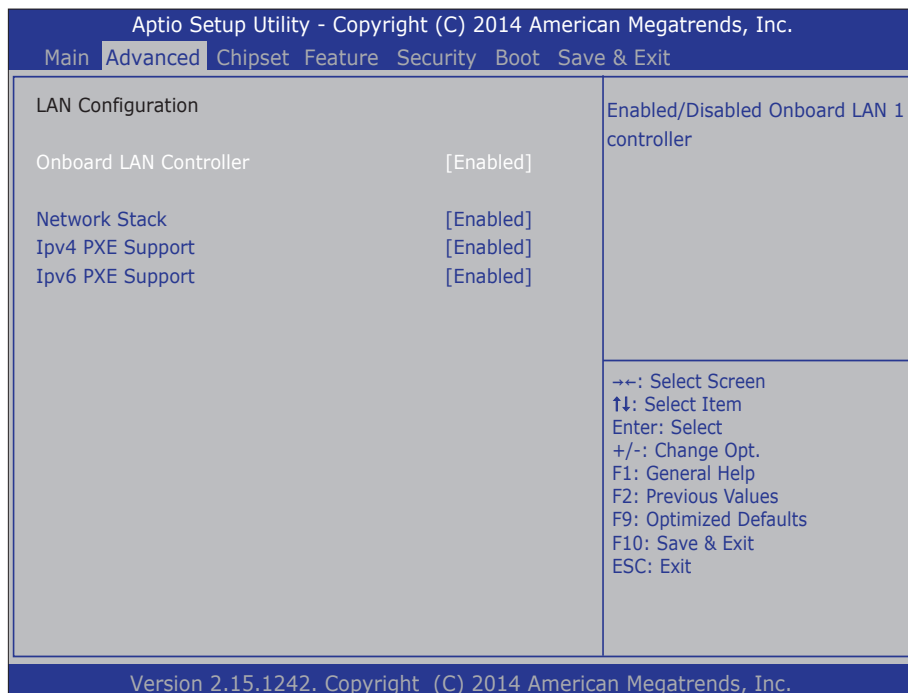 Aptio Setup Utility - Copyright (C) 2014 American Megatrends, Inc.
Main Advanced Chipset Feature Security Boot Save & Exit
LAN Configuration
Onboard LAN Controller [Enabled]
Network Stack [Enabled]
Ipv4 PXE Support [Enabled]
Ipv6 PXE Support [Enabled]
Enabled/Disabled Onboard LAN 1
controller
→←: Select Screen
↑↓: Select Item
Enter: Select
+/-: Change Opt.
F1: General Help
F2: Previous Values
F9: Optimized Defaults
F10: Save & Exit
ESC: Exit
Version 2.15.1242. Copyright (C) 2014 American Megatrends, Inc.